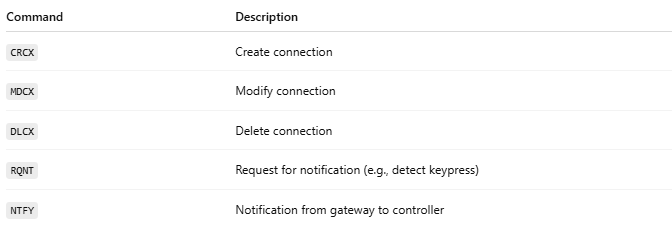 Command Description
CRCX Create connection
MDCX Modify connection
DLCX Delete connection
RQNT Request for notification (e.g., detect keypress)
NTFY Notification from gateway to controller